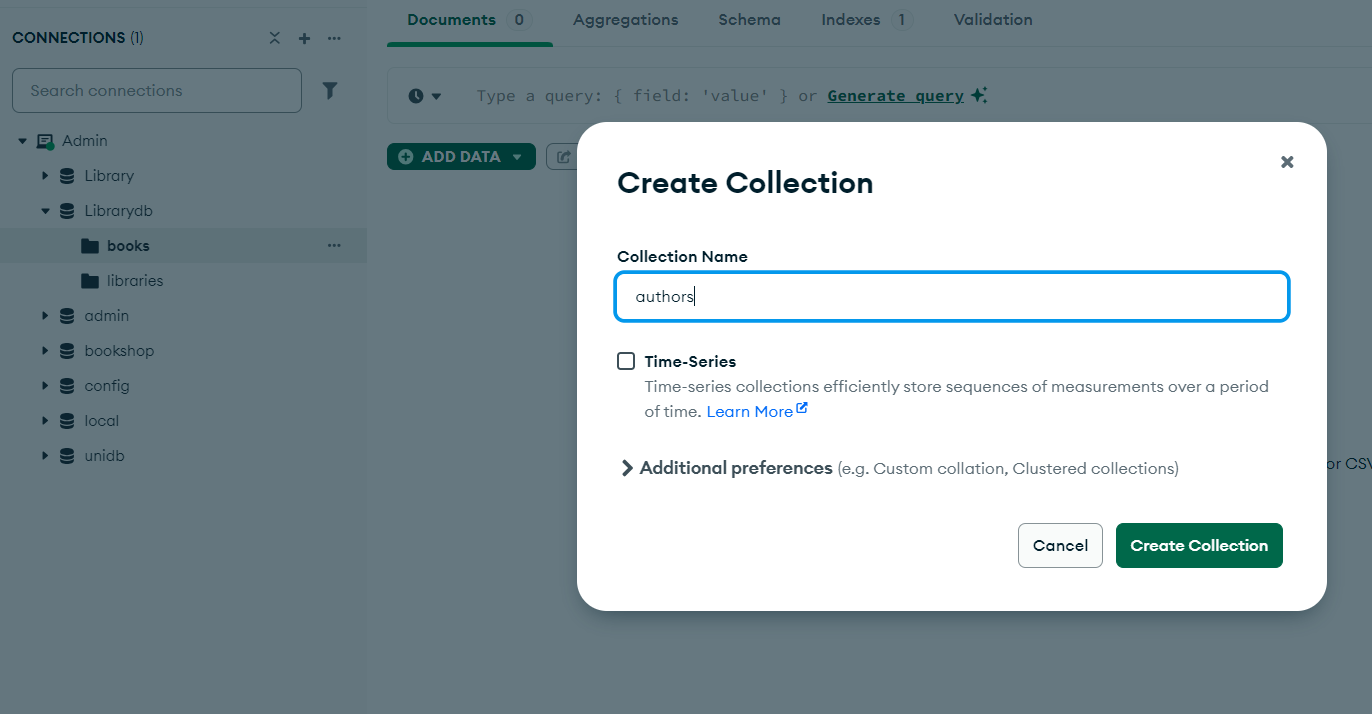 CONNECTIONS (1)
Search connections
Admin
Library
Librarydb
books
libraries
admin
bookshop
config
local
unidb
Documents 0 Aggregations Schema Indexes 1 Validation
Type a query: { field: 'value' } or Generate query
ADD DATA
Create Collection
Collection Name
authors
Time-Series
Time-series collections efficiently store sequences of measurements over a period
of time. Learn More
Additional preferences (e.g. Custom collation, Clustered collections)
or CSV
Cancel Create Collection